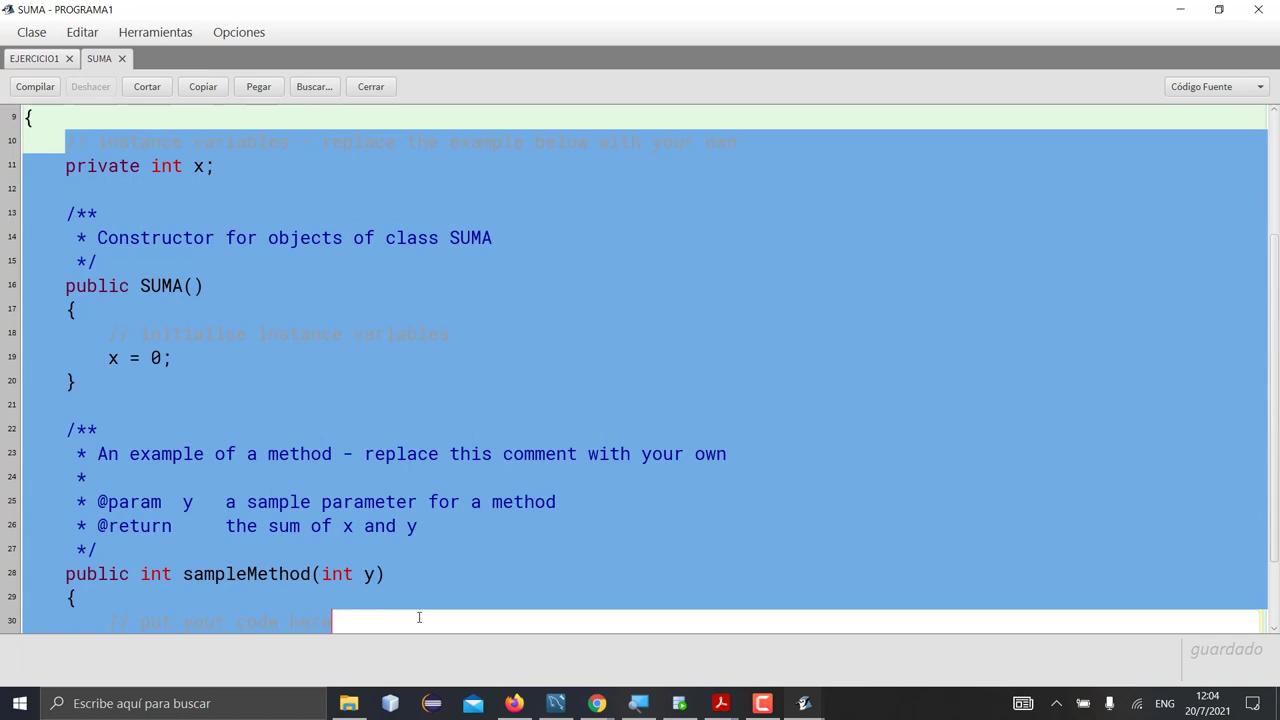 SUMA - PROGRAMA1
Clase Editar Herramientas Opciones
EJERCICIO1 SUMA
Compilar Deshacer Cortar Copiar Pegar Buscar... Cerrar Código Fuente
9 {
10 // instance variables - replace the example below with your own
11 private int x;
12
13 /**
14 * Constructor for objects of class SUMA
15 */
16 public SUMA()
17 {
18 // initialise instance variables
19 x = 0;
20 }
21
22 /**
23 * An example of a method - replace this comment with your own
24 *
25 * @param y a sample parameter for a method
26 * @return the sum of x and y
27 */
28 public int sampleMethod(int y)
29 {
30 // put your code here
guardado
Escribe aquí para buscar
ENG
12:04
20/7/2021